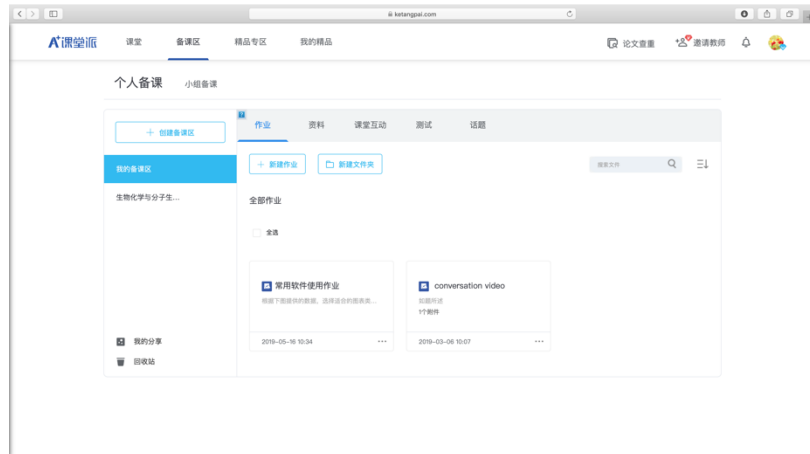 ketangpai.com
课堂派
课堂
备课区
精品专区
我的精品
论文查重
邀请教师
个人备课
小组备课
+ 创建备课区
作业
资料
课堂互动
测试
话题
我的备课区
+ 新建作业
新建文件夹
搜索文件
生物化学与分子生...
全部作业
全选
常用软件使用作业
根据下图提供的数据，选择适合的图表类...
2019-05-16 10:34
conversation video
如题所述
1个附件
2019-03-06 10:07
我的分享
回收站